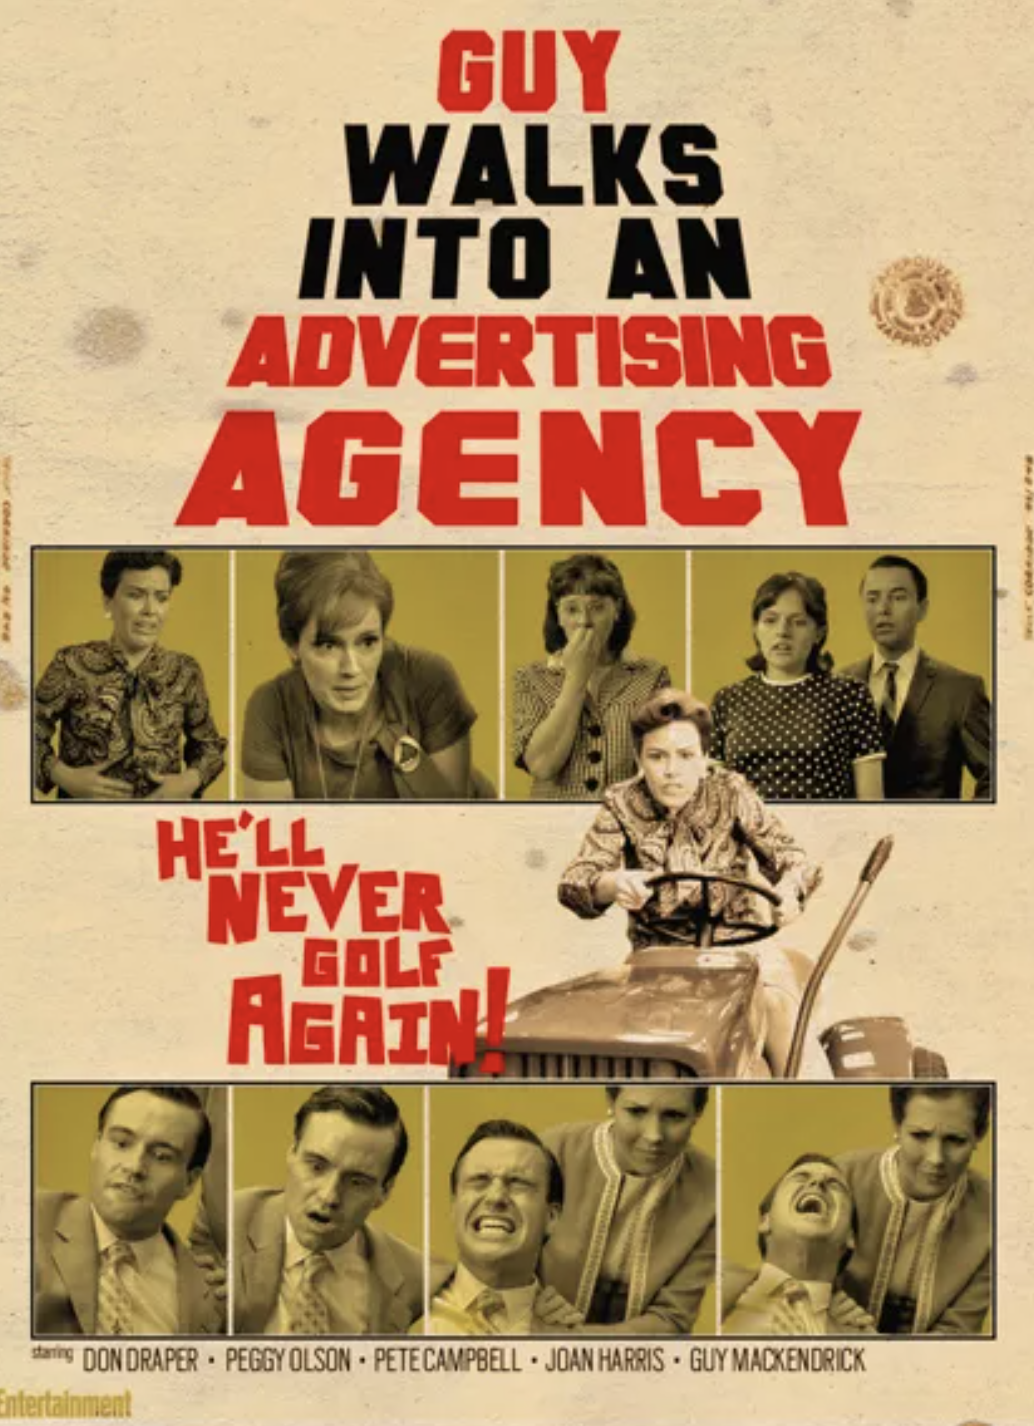 GUY
WALKS
INTO AN
ADVERTISING
AGENCY
HE'LL
NEVER
GOLF
AGAIN!
starring DON DRAPER • PEGGY OLSON • PETE CAMPBELL • JOAN HARRIS • GUY MACKENDRICK
Entertainment